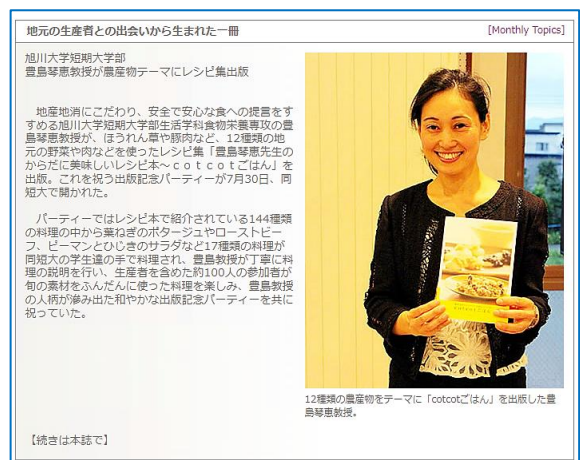 地元の生産者との出会いから生まれた一冊
[Monthly Topics]
旭川大学短期大学部
豊島琴恵教授が農産物テーマにレシピ集出版
地産地消にこだわり、安全で安心な食への提言をす
すめる旭川大学短期大学部生活学科食物栄養専攻の豊
島琴恵教授が、ほうれん草や豚肉など、12種類の地
元の野菜や肉などを使ったレシピ集「豊島先生の
からだに美味しいレシピ本～ｃｏｔｃｏｔごはん」を
出版。これを祝う出版記念パーティーが7月30日、同
短大で開かれた。
パーティーではレシピ本で紹介されている144種類
の料理の中から葉ねぎのポタージュやローストビー
フ、ピーマンとひじきのサラダなど17種類の料理が
同短大の学生達の手で料理され、豊島教授が丁寧に料
理の説明を行い、生産者を含めた約100人の参加者が
旬の素材をふんだんに使った料理を楽しみ、豊島教授
の人柄が滲み出た和やかな出版記念パーティーを共に
祝っていた。
12種類の農産物をテーマに「cotcotごはん」を出版した豊
島琴恵教授。
【続きは本誌で】